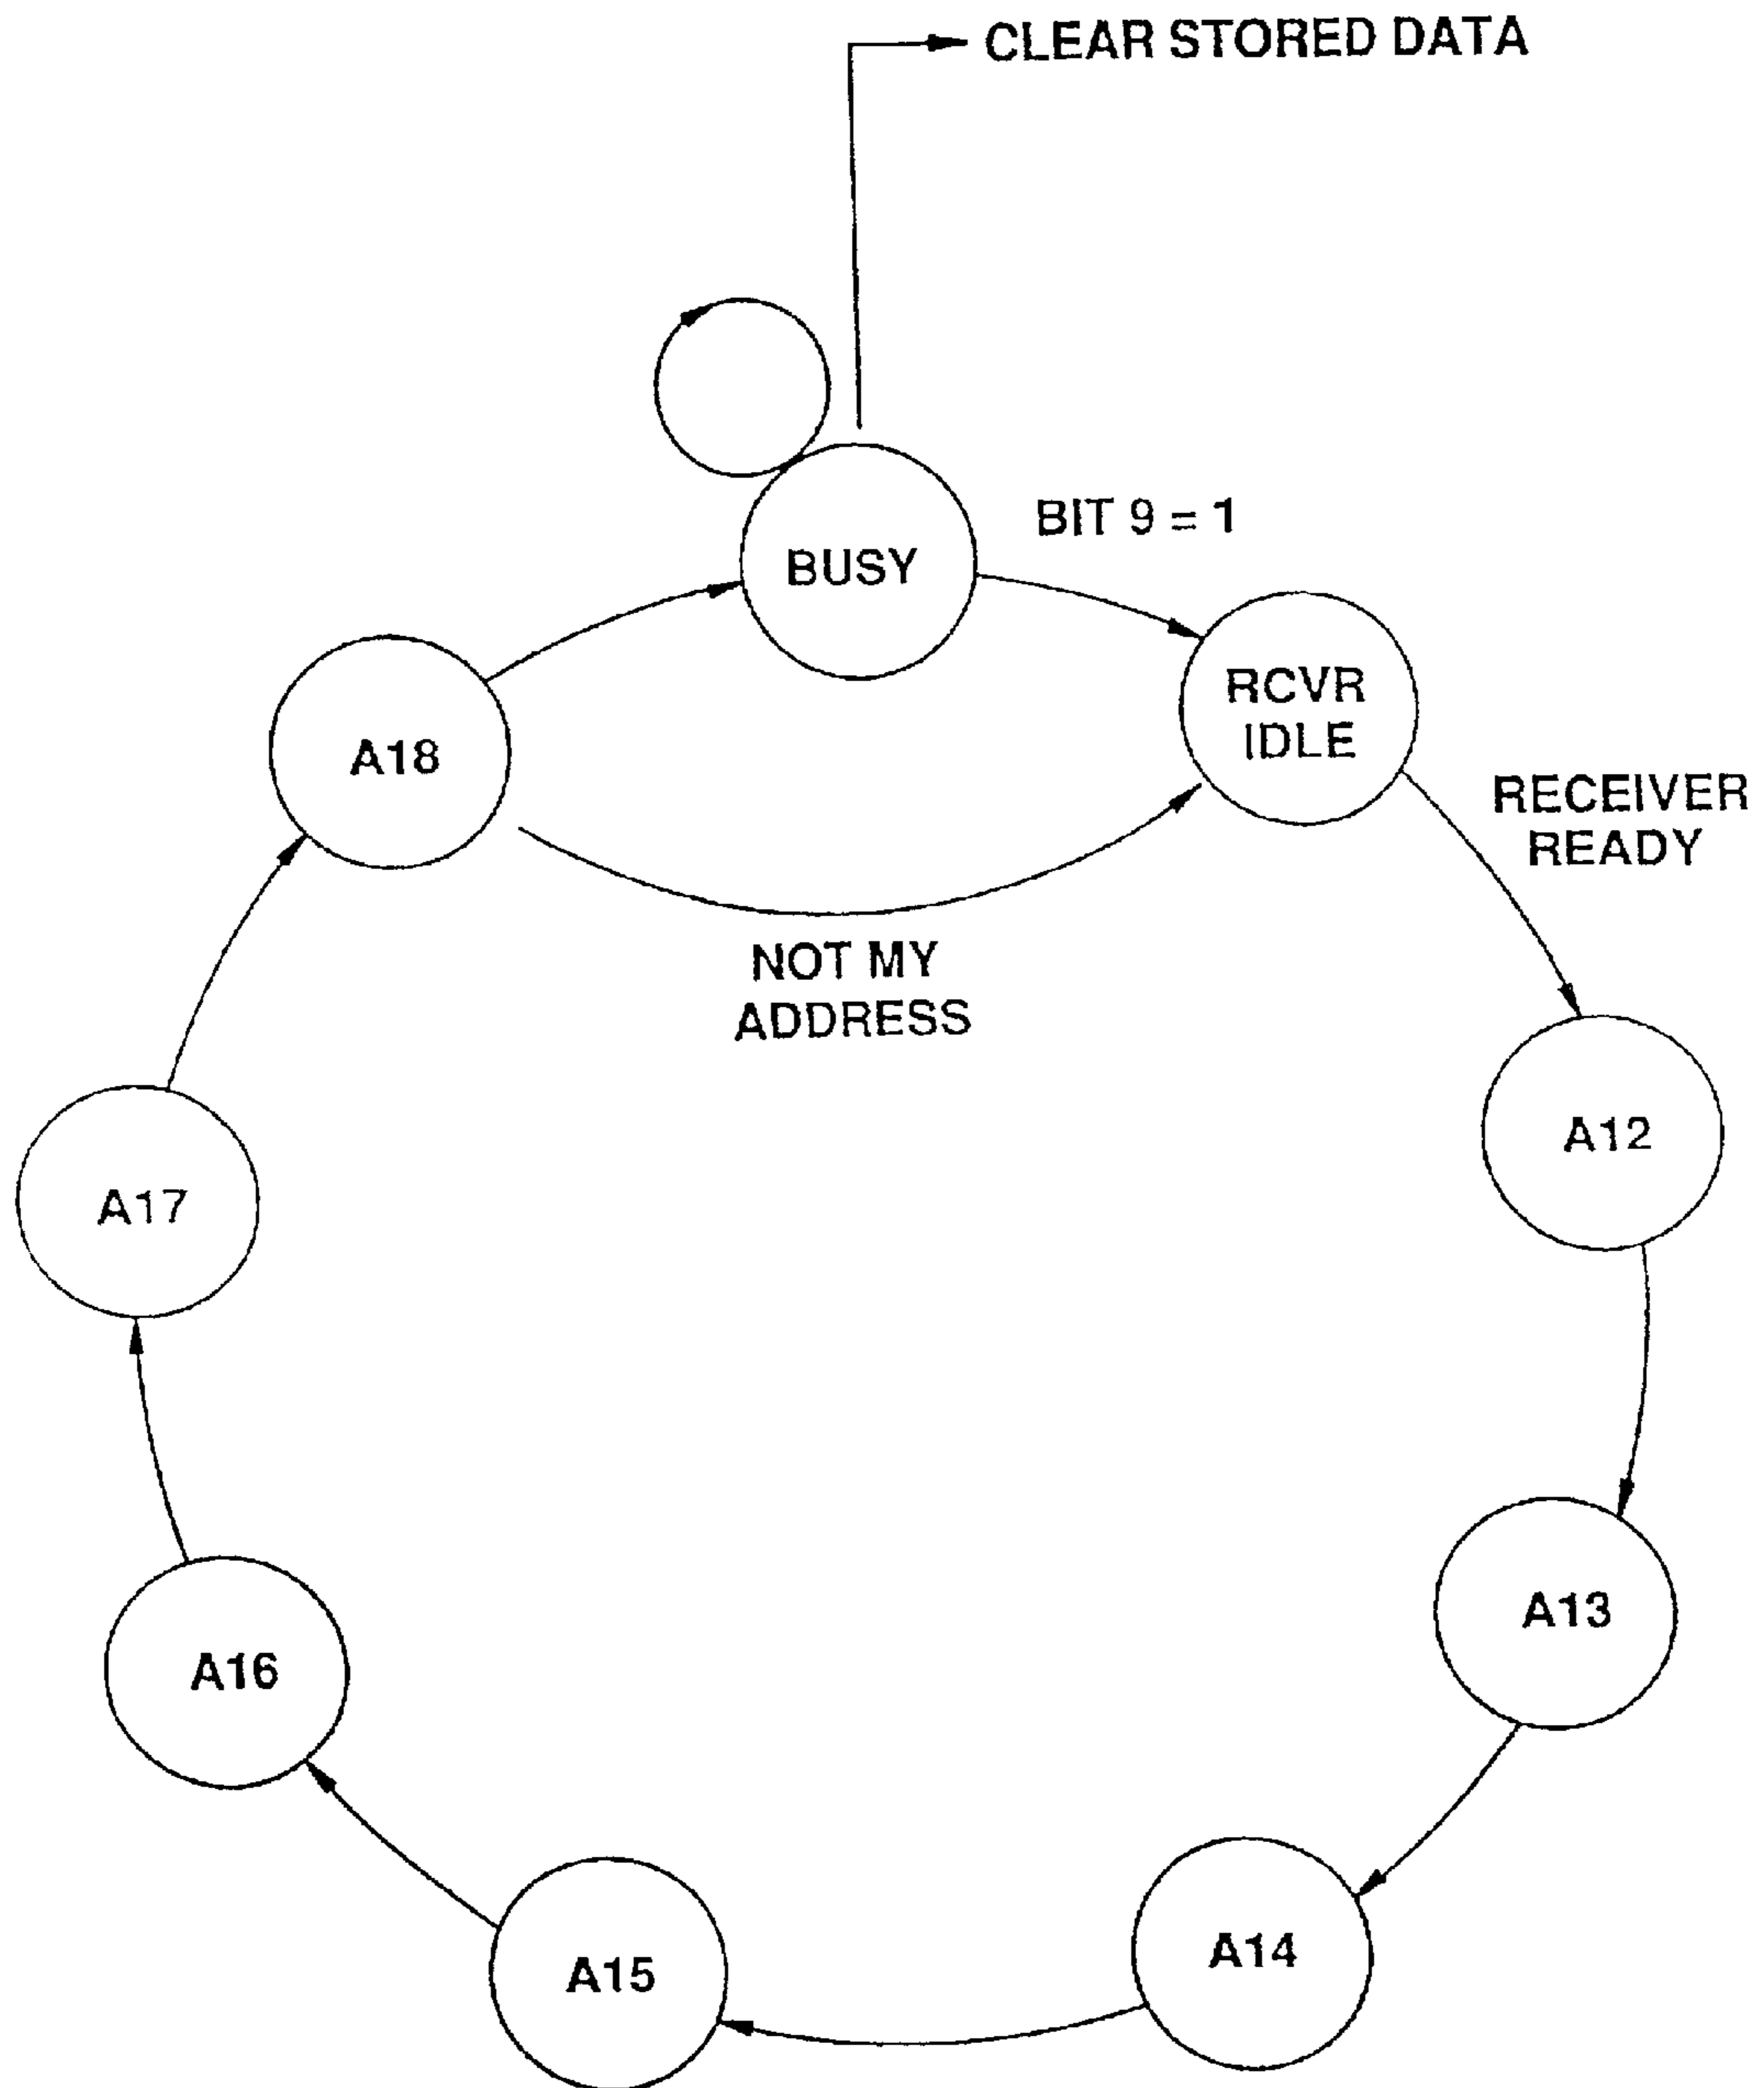 CLEAR STORED DATA
BIT 9 = 1
BUSY
RCVR
IDLE
A18
RECEIVER
READY
NOT MY
ADDRESS
A12
A17
A13
A16
A14
A15